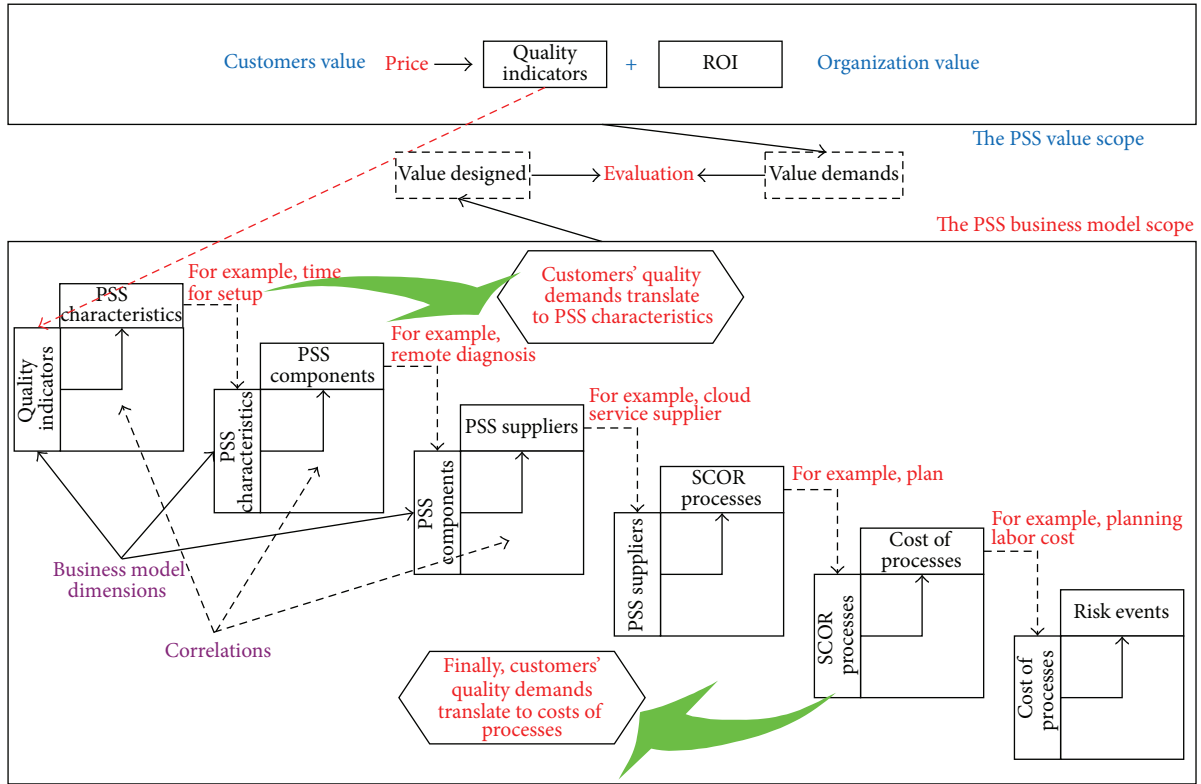 Customers value
Price
Quality
indicators
+
ROI
Organization value
The PSS value scope
Value designed
Evaluation
Value demands
The PSS business model scope
For example, time
for setup
Customers’ quality
demands translate
to PSS characteristics
PSS
characteristics
Quality
indicators
For example,
remote diagnosis
PSS
components
PSS
characteristics
For example, cloud
service supplier
PSS suppliers
PSS
components
SCOR
processes
For example, plan
PSS suppliers
Cost of
processes
For example, planning
labor cost
SCOR
processes
Risk events
Cost of
processes
Business model
dimensions
Correlations
Finally, customers’
quality demands
translate to costs of
processes